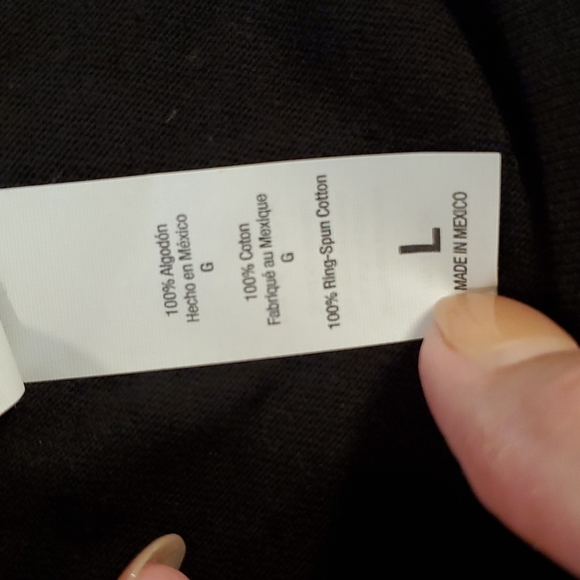 100% Algodón
Hecho en México
G
100% Coton
Fabriqué au Mexique
G
100% Ring-Spun Cotton
L
MADE IN MEXICO